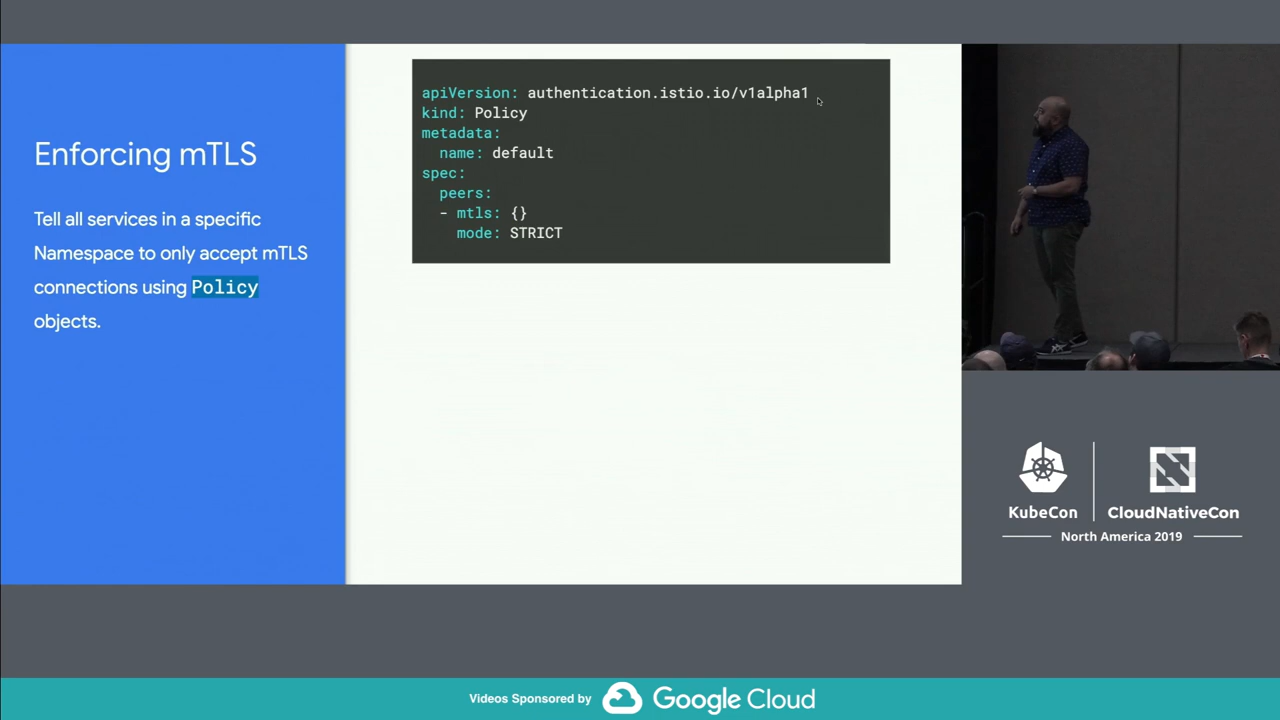 Enforcing mTLS
Tell all services in a specific
Namespace to only accept mTLS
connections using Policy
objects.
apiVersion: authentication.istio.io/v1alpha1
kind: Policy
metadata:
  name: default
spec:
  peers:
  - mtls: {}
    mode: STRICT
KubeCon
CloudNativeCon
North America 2019
Videos Sponsored by Google Cloud